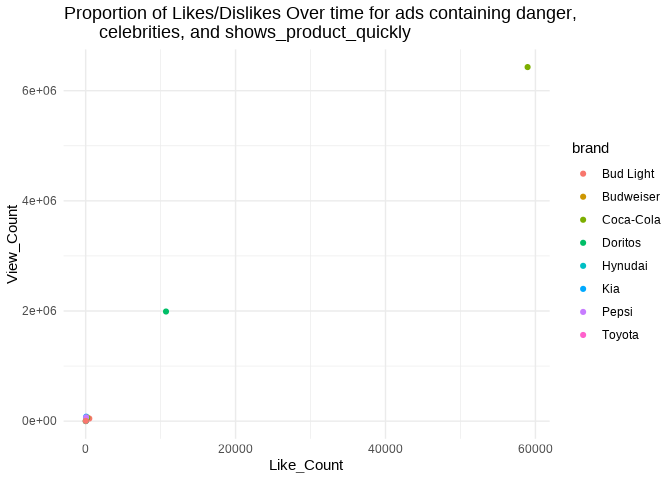 Proportion of Likes/Dislikes Over time for ads containing danger,
celebrities, and shows_product_quickly
6e+06
4e+06
2e+06
0e+00
View_Count
0
20000
40000
60000
Like_Count
brand
Bud Light
Budweiser
Coca-Cola
Doritos
Hynudai
Kia
Pepsi
Toyota